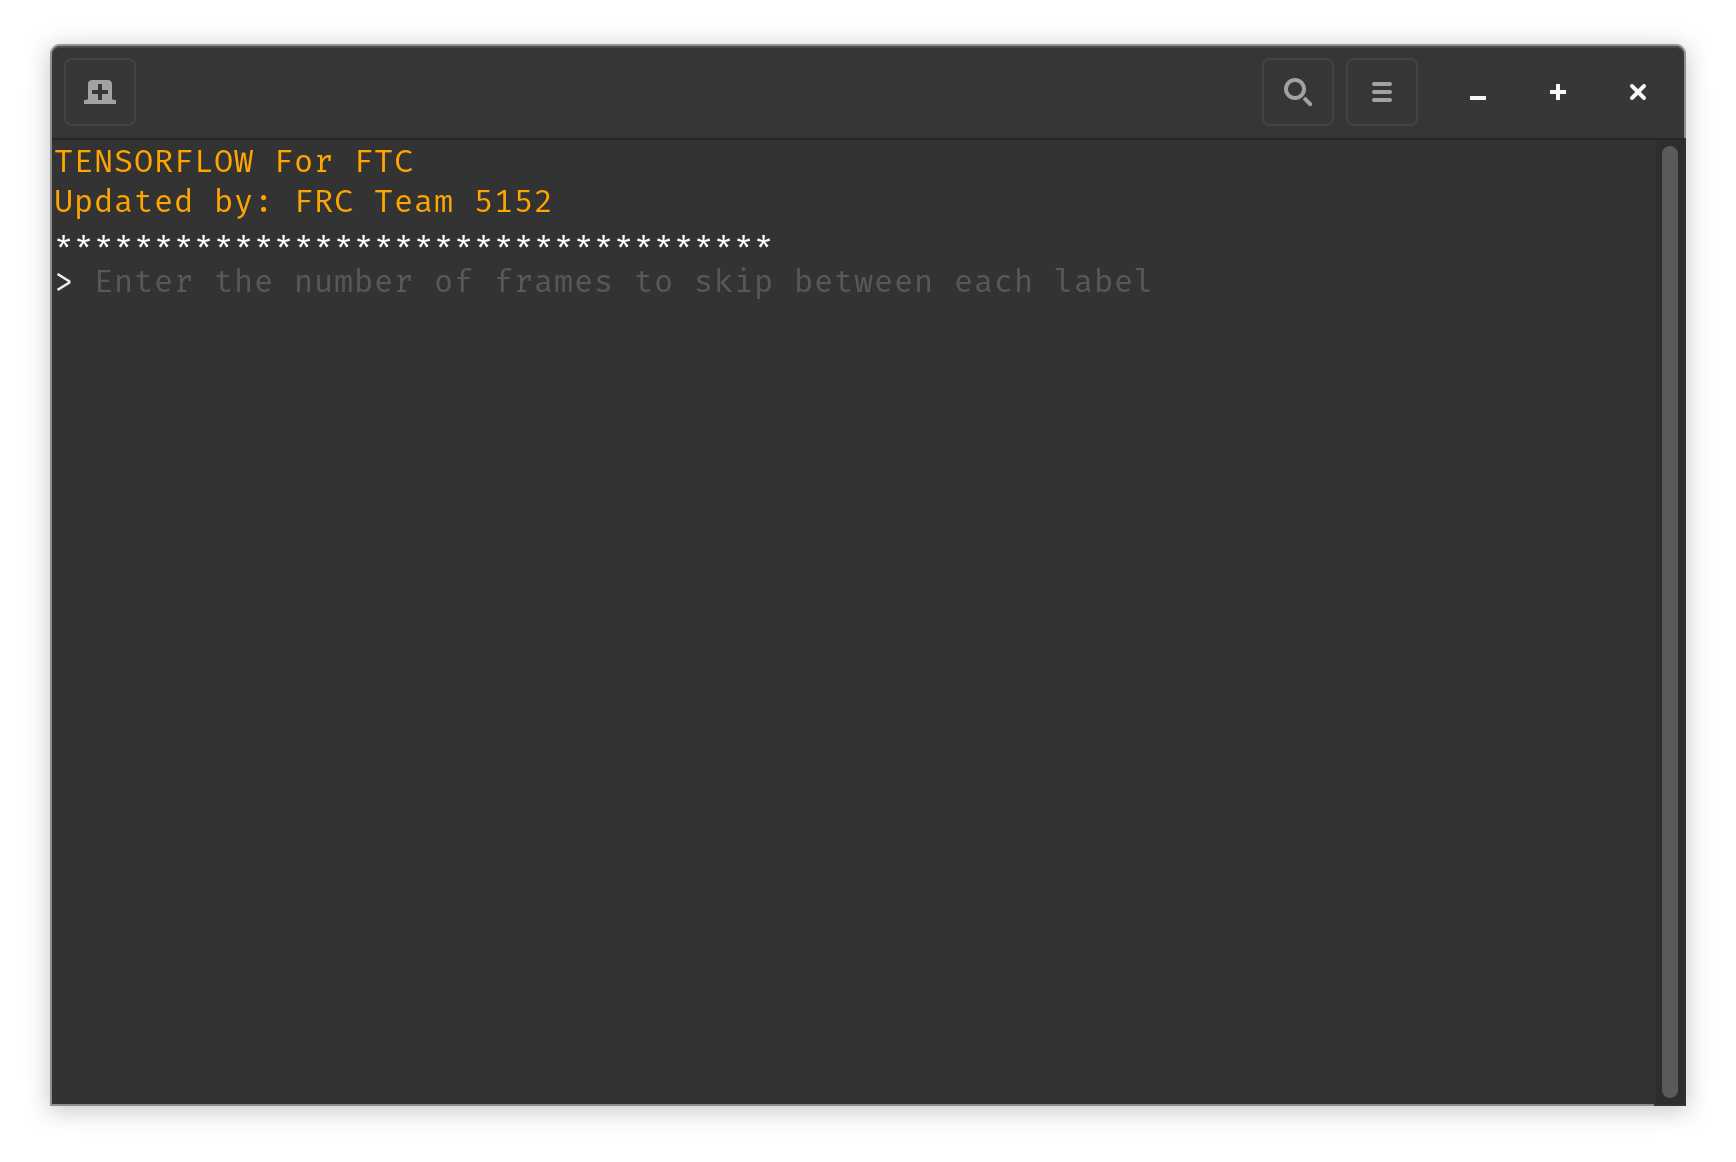 TENSORFLOW For FTC
Updated by: FRC Team 5152
************************************
> Enter the number of frames to skip between each label